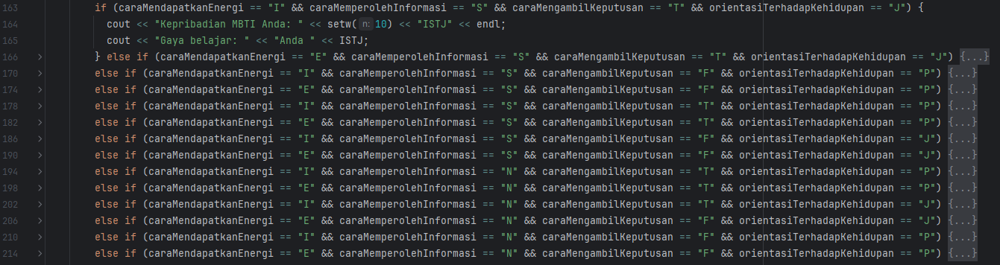 163 if (caraMendapatkanEnergi == "I" && caraMemperolehInformasi == "S" && caraMengambilKeputusan == "T" && orientasiTerhadapKehidupan == "J") {
164 cout << "Kepribadian MBTI Anda: " << setw( n: 10) << "ISTJ" << endl;
165 cout << "Gaya belajar: " << "Anda " << ISTJ;
166 } else if (caraMendapatkanEnergi == "E" && caraMemperolehInformasi == "S" && caraMengambilKeputusan == "T" && orientasiTerhadapKehidupan == "J") {...}
170 else if (caraMendapatkanEnergi == "I" && caraMemperolehInformasi == "S" && caraMengambilKeputusan == "F" && orientasiTerhadapKehidupan == "P") {...}
174 else if (caraMendapatkanEnergi == "E" && caraMemperolehInformasi == "S" && caraMengambilKeputusan == "F" && orientasiTerhadapKehidupan == "P") {...}
178 else if (caraMendapatkanEnergi == "I" && caraMemperolehInformasi == "S" && caraMengambilKeputusan == "T" && orientasiTerhadapKehidupan == "P") {...}
182 else if (caraMendapatkanEnergi == "E" && caraMemperolehInformasi == "S" && caraMengambilKeputusan == "T" && orientasiTerhadapKehidupan == "P") {...}
186 else if (caraMendapatkanEnergi == "I" && caraMemperolehInformasi == "S" && caraMengambilKeputusan == "F" && orientasiTerhadapKehidupan == "J") {...}
190 else if (caraMendapatkanEnergi == "E" && caraMemperolehInformasi == "S" && caraMengambilKeputusan == "F" && orientasiTerhadapKehidupan == "J") {...}
194 else if (caraMendapatkanEnergi == "I" && caraMemperolehInformasi == "N" && caraMengambilKeputusan == "T" && orientasiTerhadapKehidupan == "P") {...}
198 else if (caraMendapatkanEnergi == "E" && caraMemperolehInformasi == "N" && caraMengambilKeputusan == "T" && orientasiTerhadapKehidupan == "P") {...}
202 else if (caraMendapatkanEnergi == "I" && caraMemperolehInformasi == "N" && caraMengambilKeputusan == "T" && orientasiTerhadapKehidupan == "J") {...}
206 else if (caraMendapatkanEnergi == "E" && caraMemperolehInformasi == "N" && caraMengambilKeputusan == "F" && orientasiTerhadapKehidupan == "J") {...}
210 else if (caraMendapatkanEnergi == "I" && caraMemperolehInformasi == "N" && caraMengambilKeputusan == "F" && orientasiTerhadapKehidupan == "P") {...}
214 else if (caraMendapatkanEnergi == "E" && caraMemperolehInformasi == "N" && caraMengambilKeputusan == "F" && orientasiTerhadapKehidupan == "P") {...}